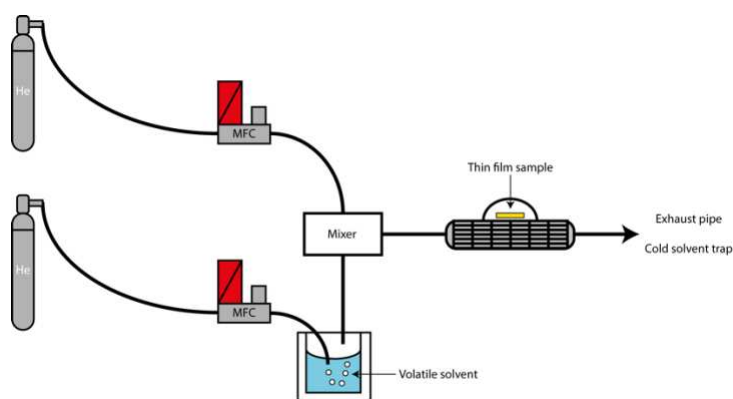 He
MFC
Thin film sample
Mixer
Exhaust pipe
Cold solvent trap
He
MFC
Volatile solvent